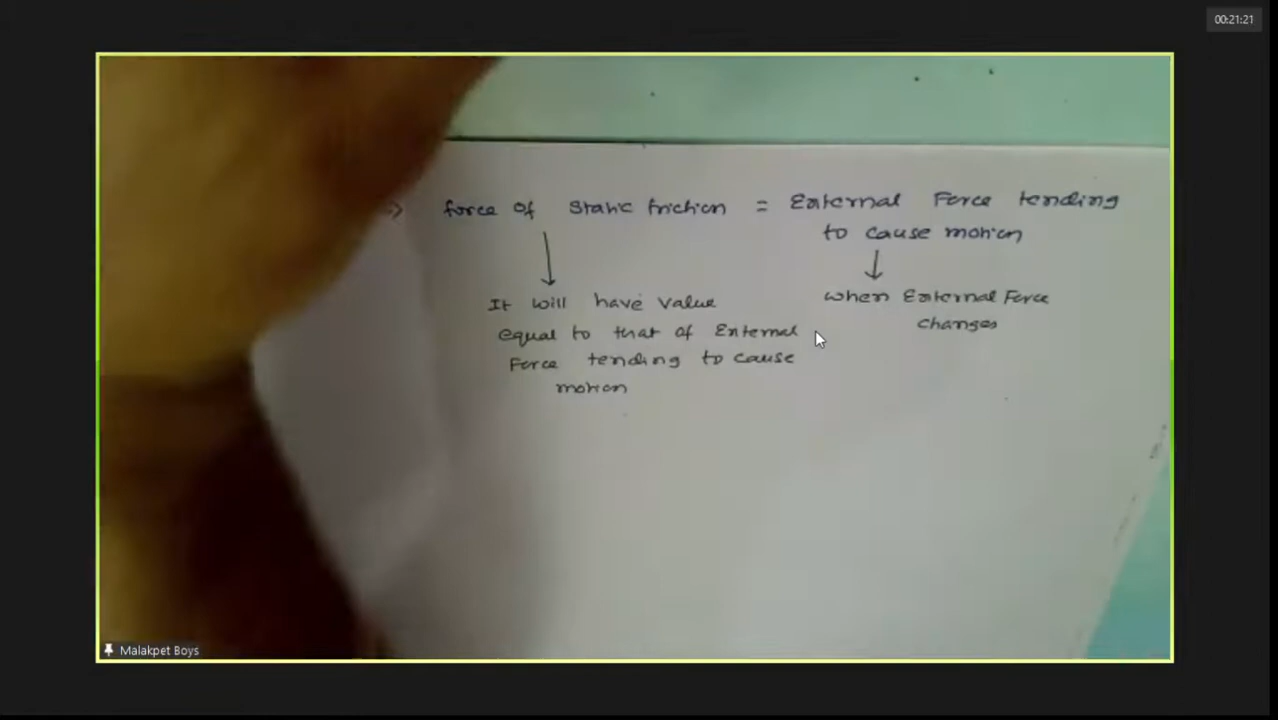 00:21:21
=> force of static friction = External Force tending
to cause motion
It will have value
equal to that of External
Force tending to cause
motion
when External Force
changes
Malakpet Boys